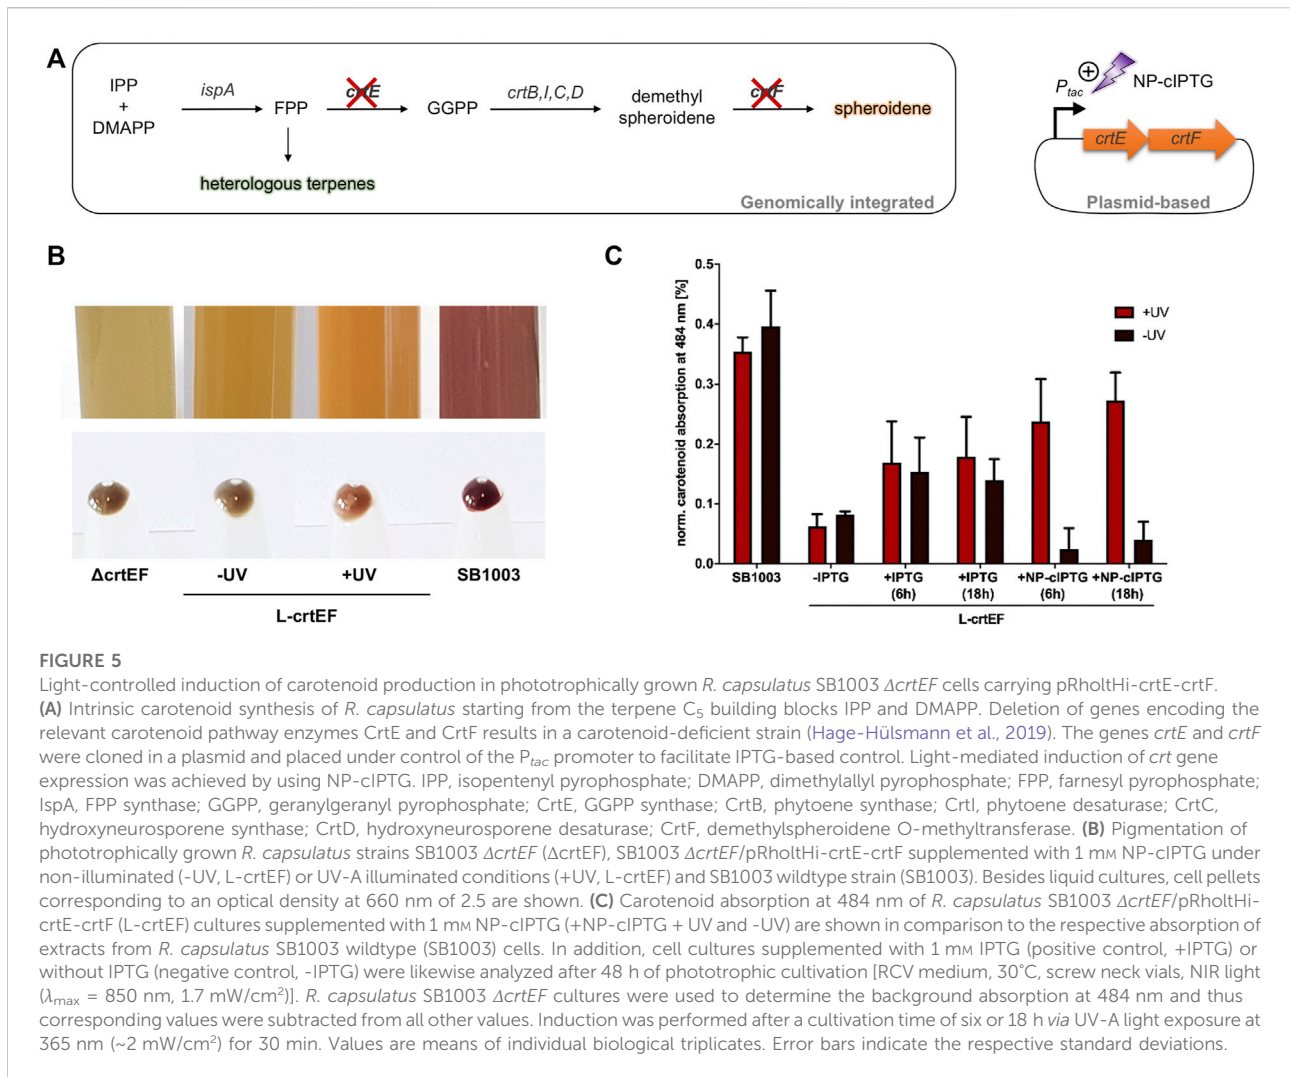 A
IPP
+
DMAPP
ispA
FPP
crtE
GGPP
crtB,I,C,D
demethyl
spheroidene
crtF
spheroidene
heterologous terpenes
Genomically integrated
Ptac
+
NP-cIPTG
crtE
crtF
Plasmid-based
B
ΔcrtEF
-UV
+UV
SB1003
L-crtEF
C
norm. carotenoid absorption at 484 nm [%]
0.5
0.4
0.3
0.2
0.1
0.0
+UV
-UV
SB1003
-IPTG
+IPTG
(6h)
+IPTG
(18h)
+NP-cIPTG
(6h)
+NP-cIPTG
(18h)
L-crtEF
FIGURE 5
Light-controlled induction of carotenoid production in phototrophically grown R. capsulatus SB1003 ΔcrtEF cells carrying pRholtHi-crtE-crtF.
(A) Intrinsic carotenoid synthesis of R. capsulatus starting from the terpene C5 building blocks IPP and DMAPP. Deletion of genes encoding the
relevant carotenoid pathway enzymes CrtE and CrtF results in a carotenoid-deficient strain (Hage-Hülsmann et al., 2019). The genes crtE and crtF
were cloned in a plasmid and placed under control of the Ptac promoter to facilitate IPTG-based control. Light-mediated induction of crt gene
expression was achieved by using NP-cIPTG. IPP, isopentenyl pyrophosphate; DMAPP, dimethylallyl pyrophosphate; FPP, farnesyl pyrophosphate;
IspA, FPP synthase; GGPP, geranylgeranyl pyrophosphate; CrtE, GGPP synthase; CrtB, phytoene synthase; CrtI, phytoene desaturase; CrtC,
hydroxyneurosporene synthase; CrtD, hydroxyneurosporene desaturase; CrtF, demethylspheroidene O-methyltransferase. (B) Pigmentation of
phototrophically grown R. capsulatus strains SB1003 ΔcrtEF (ΔcrtEF), SB1003 ΔcrtEF/pRholtHi-crtE-crtF supplemented with 1 mM NP-cIPTG under
non-illuminated (-UV, L-crtEF) or UV-A illuminated conditions (+UV, L-crtEF) and SB1003 wildtype strain (SB1003). Besides liquid cultures, cell pellets
corresponding to an optical density at 660 nm of 2.5 are shown. (C) Carotenoid absorption at 484 nm of R. capsulatus SB1003 ΔcrtEF/pRholtHi-
crtE-crtF (L-crtEF) cultures supplemented with 1 mM NP-cIPTG (+NP-cIPTG + UV and -UV) are shown in comparison to the respective absorption of
extracts from R. capsulatus SB1003 wildtype (SB1003) cells. In addition, cell cultures supplemented with 1 mM IPTG (positive control, +IPTG) or
without IPTG (negative control, -IPTG) were likewise analyzed after 48 h of phototrophic cultivation [RCV medium, 30°C, screw neck vials, NIR light
(λmax = 850 nm, 1.7 mW/cm²)]. R. capsulatus SB1003 ΔcrtEF cultures were used to determine the background absorption at 484 nm and thus
corresponding values were subtracted from all other values. Induction was performed after a cultivation time of six or 18 h via UV-A light exposure at
365 nm (~2 mW/cm²) for 30 min. Values are means of individual biological triplicates. Error bars indicate the respective standard deviations.